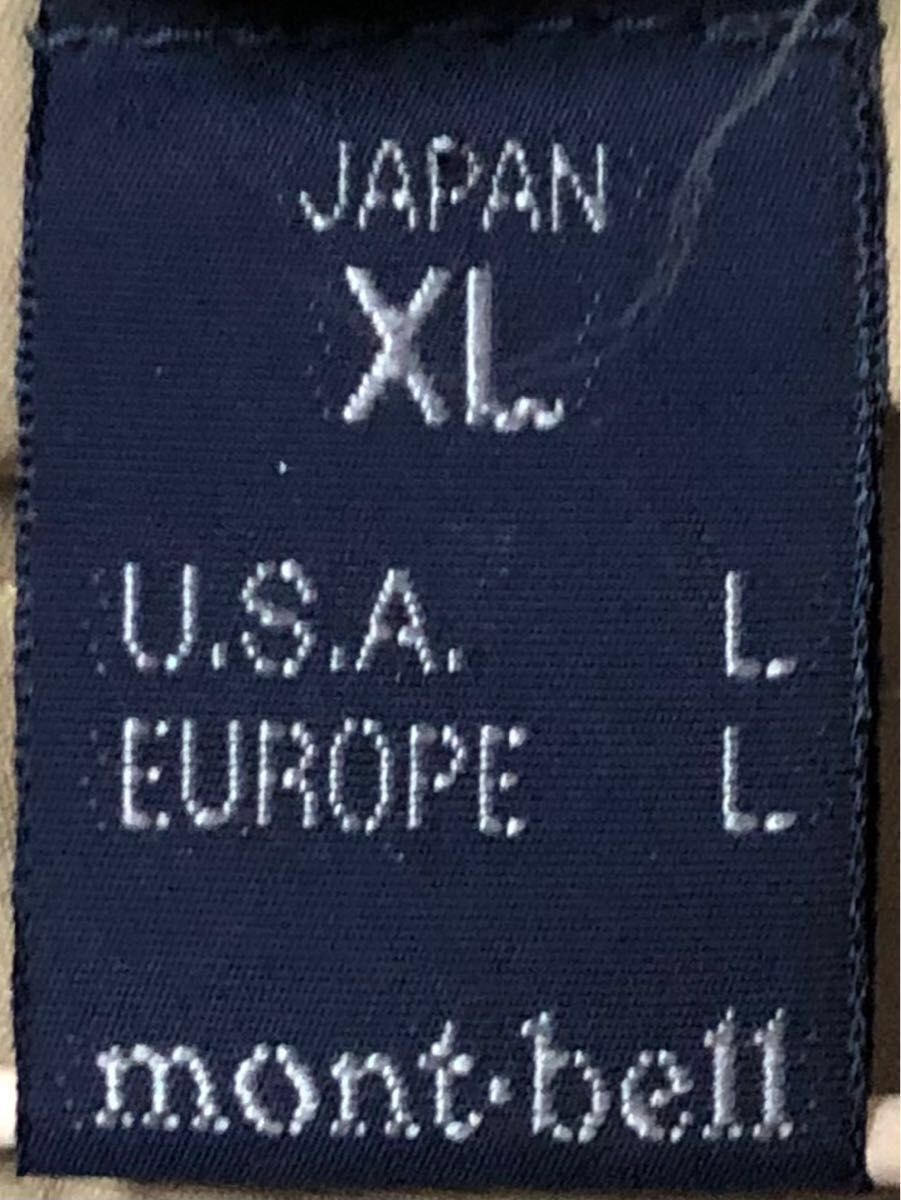 JAPAN
XL
U.S.A. L
EUROPE L
mont·bell